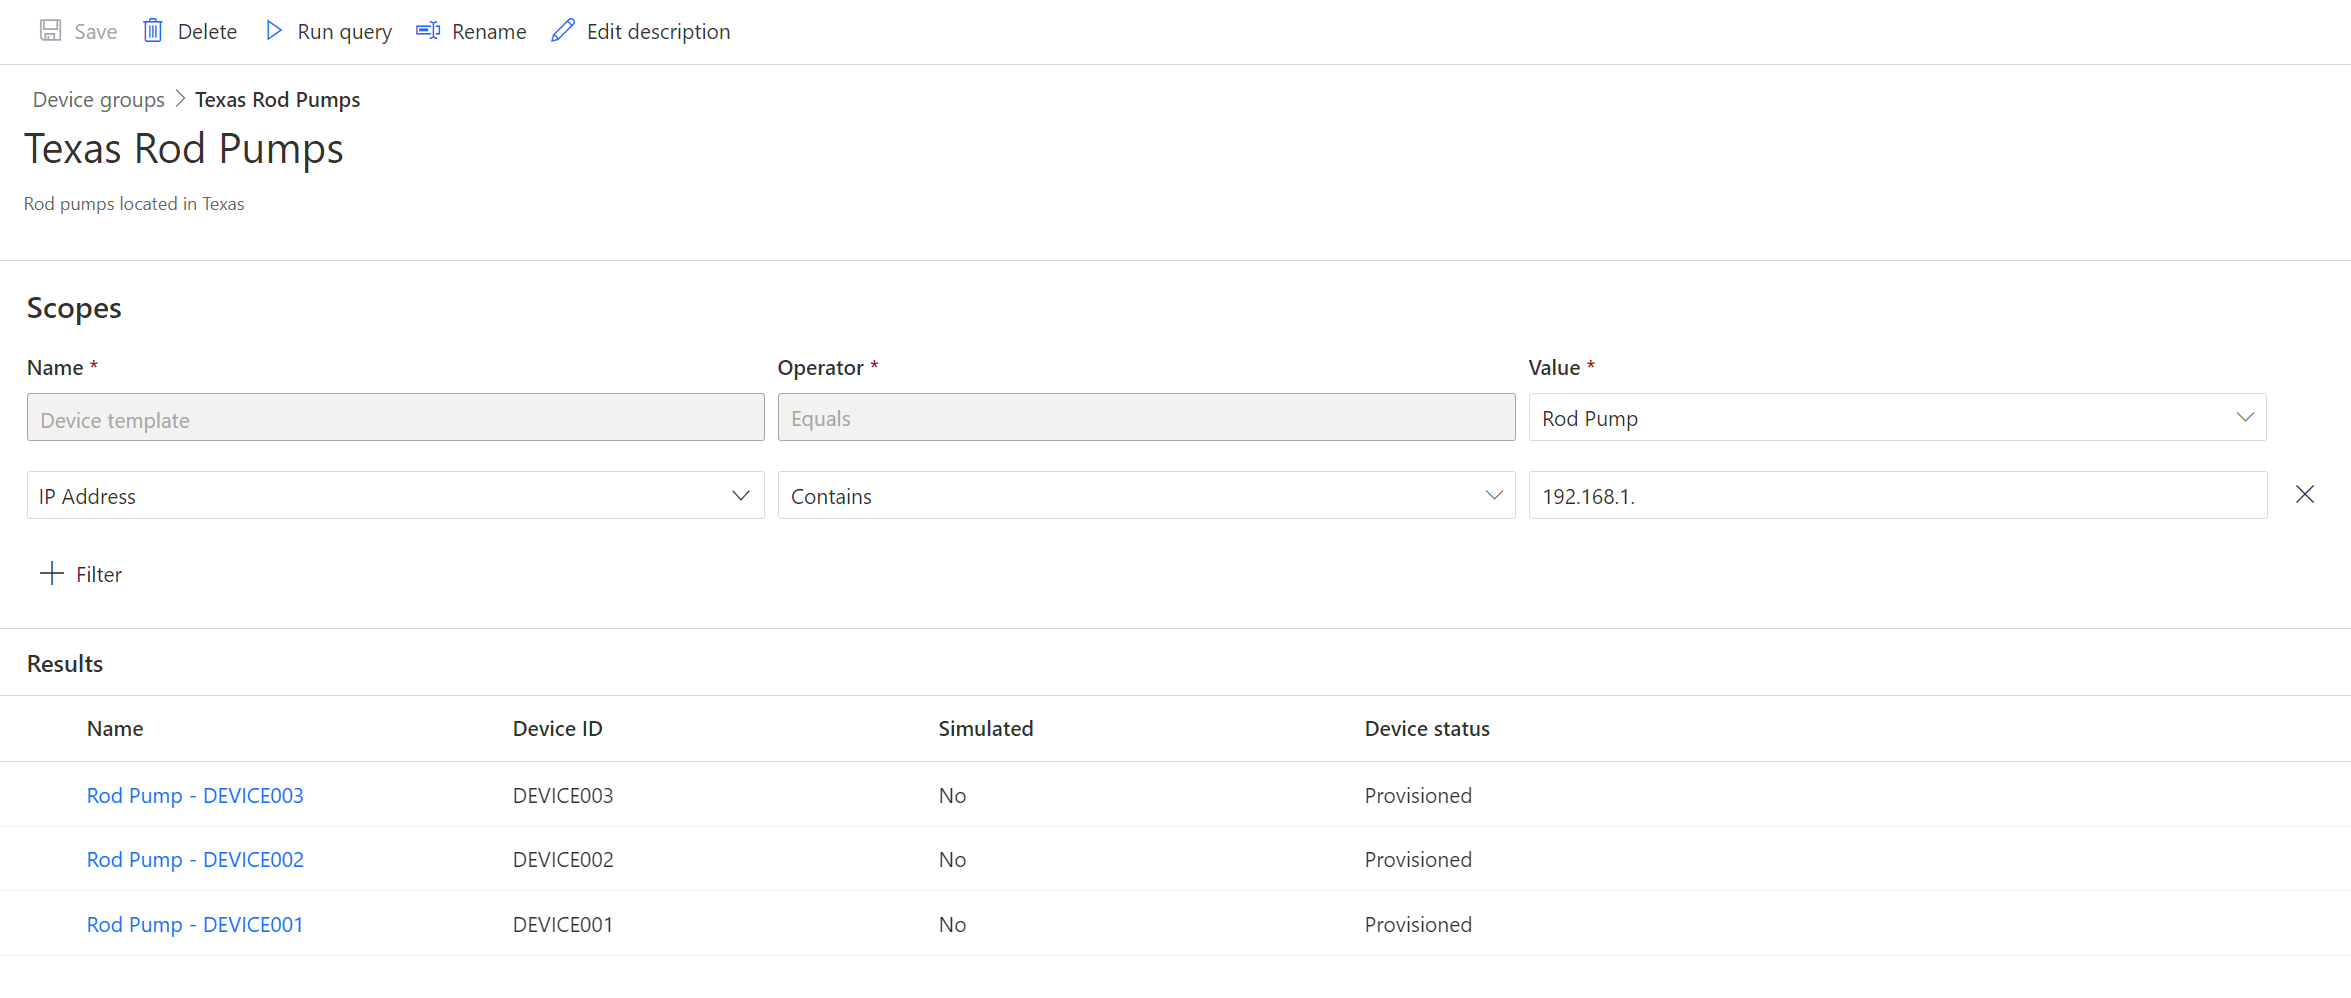 Save Delete Run query Rename Edit description
Device groups Texas Rod Pumps
Texas Rod Pumps
Rod pumps located in Texas
Scopes
Name * Operator * Value *
Device template Equals Rod Pump
IP Address Contains 192.168.1.
Filter
Results
Name Device ID Simulated Device status
Rod Pump - DEVICE003 DEVICE003 No Provisioned
Rod Pump - DEVICE002 DEVICE002 No Provisioned
Rod Pump - DEVICE001 DEVICE001 No Provisioned